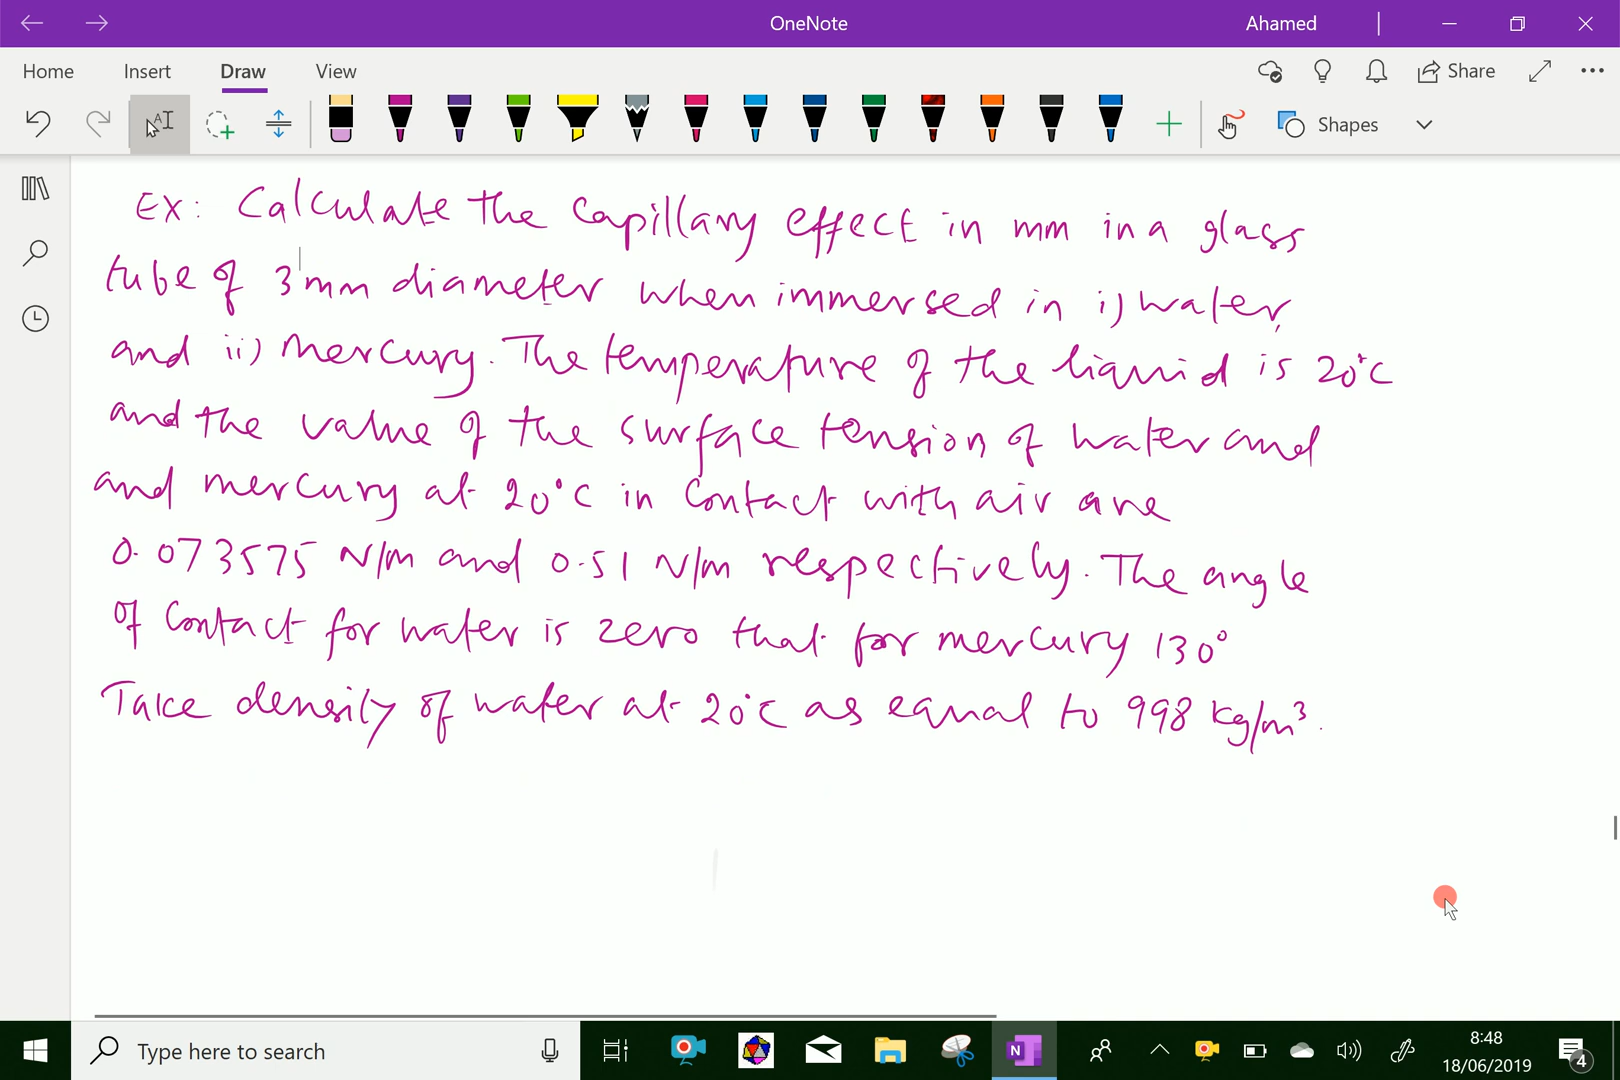 OneNote
Ahamed
Home Insert Draw View
Share
Shapes
EX: Calculate the capillary effect in mm in a glass
tube of 3 mm diameter when immersed in i) water
and ii) mercury. The temperature of the liquid is 20°C
and the value of the surface tension of water and
and mercury at 20°C in contact with air are
0.073575 N/m and 0.51 N/m respectively. The angle
of contact for water is zero that for mercury 130°
Take density of water at 20°C as equal to 998 kg/m³.
Type here to search
8:48
18/06/2019
4